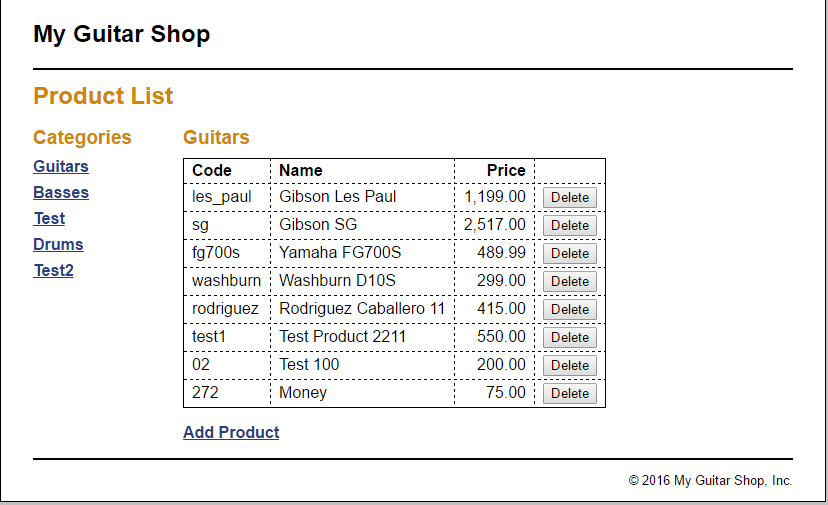 My Guitar Shop
Product List
Categories
Guitars
Basses
Test
Drums
Test2
Guitars
Code Name Price
les_paul Gibson Les Paul 1,199.00 Delete
sg Gibson SG 2,517.00 Delete
fg700s Yamaha FG700S 489.99 Delete
washburn Washburn D10S 299.00 Delete
rodriguez Rodriguez Caballero 11 415.00 Delete
test1 Test Product 2211 550.00 Delete
02 Test 100 200.00 Delete
272 Money 75.00 Delete
Add Product
© 2016 My Guitar Shop, Inc.